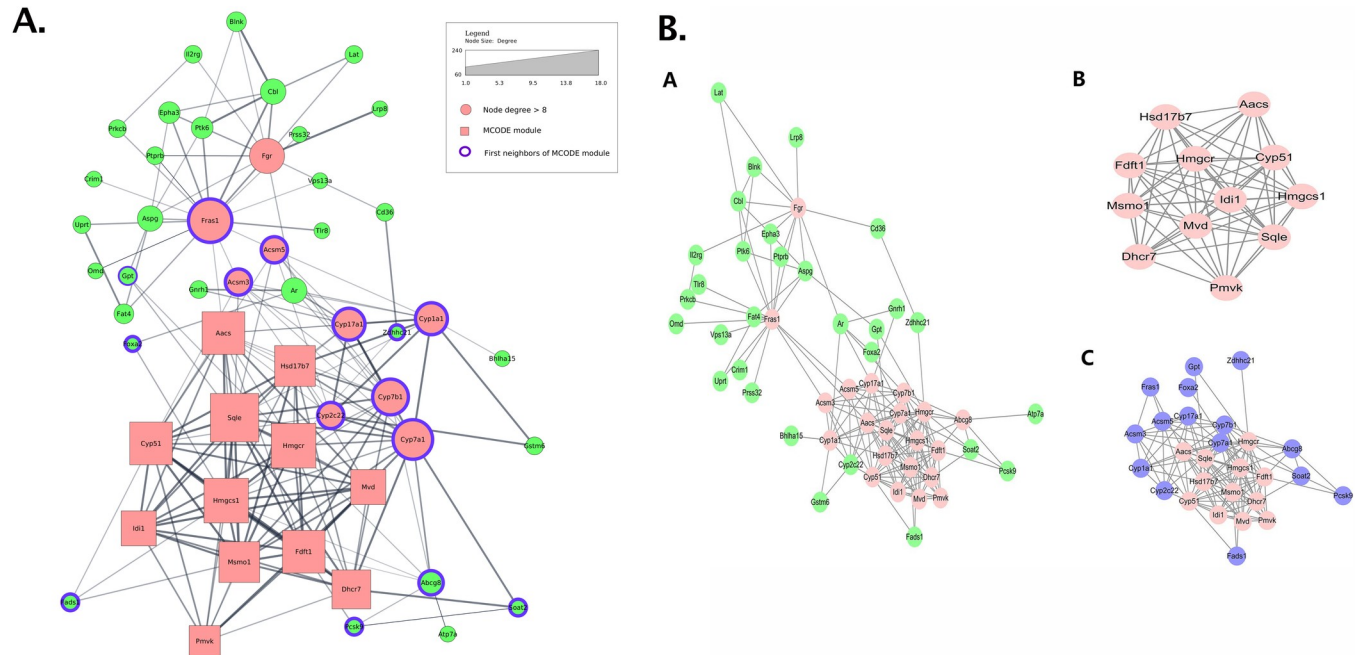 A.
Legend
Node Size: Degree
240
60
1.0 5.3 9.5 13.8 18.0
Node degree > 8
MCODE module
First neighbors of MCODE module
Blnk
Il2rg
Lat
Cbl
Epha3
Lrp8
Prkcb
Ptk6
Prss32
Ptprb
Fgr
Crim1
Vps13a
Uprt
Aspg
Fras1
Cd36
Tlr8
Omd
Gpt
Acsm5
Acsm3
Gnrh1
Ar
Fat4
Foxa2
Cyp17a1
Cyp1a1
Zdhhc21
Aacs
Bhlha15
Hsd17b7
Cyp7b1
Sqle
Cyp2c22
Cyp51
Hmgcr
Cyp7a1
Gstm6
Hmgcs1
Mvd
Idi1
Msmo1
Fdft1
Dhcr7
Abcg8
Fads1
Soat2
Pcsk9
Atp7a
Pmvk
B.
A
Lat
Lrp8
Blnk
Cbl
Fgr
Cd36
Epha3
Ptk6
Ptprb
Il2rg
Aspg
Tlr8
Prkcb
Gnrh1
Omd
Fat4
Fras1
Ar
Gpt
Zdhhc21
Vps13a
Foxa2
Uprt
Crim1
Prss32
Acsm5
Cyp17a1
Cyp7b1
Acsm3
Cyp7a1
Hmgcr
Abcg8
Atp7a
Aacs
Sqle
Bhlha15
Cyp1a1
Hmgcs1
Fdft1
Soat2
Hsd17b7
Cyp2c22
Msmo1
Pcsk9
Cyp51
Dhcr7
Idi1
Mvd
Pmvk
Gstm6
Fads1
B
Aacs
Hsd17b7
Fdft1
Hmgcr
Cyp51
Msmo1
Idi1
Hmgcs1
Mvd
Sqle
Dhcr7
Pmvk
C
Zdhhc21
Gpt
Fras1
Foxa2
Cyp17a1
Acsm5
Cyp7b1
Acsm3
Cyp7a1
Hmgcr
Abcg8
Aacs
Sqle
Cyp1a1
Hmgcs1
Fdft1
Soat2
Hsd17b7
Cyp2c22
Msmo1
Pcsk9
Cyp51
Dhcr7
Idi1
Mvd
Pmvk
Fads1